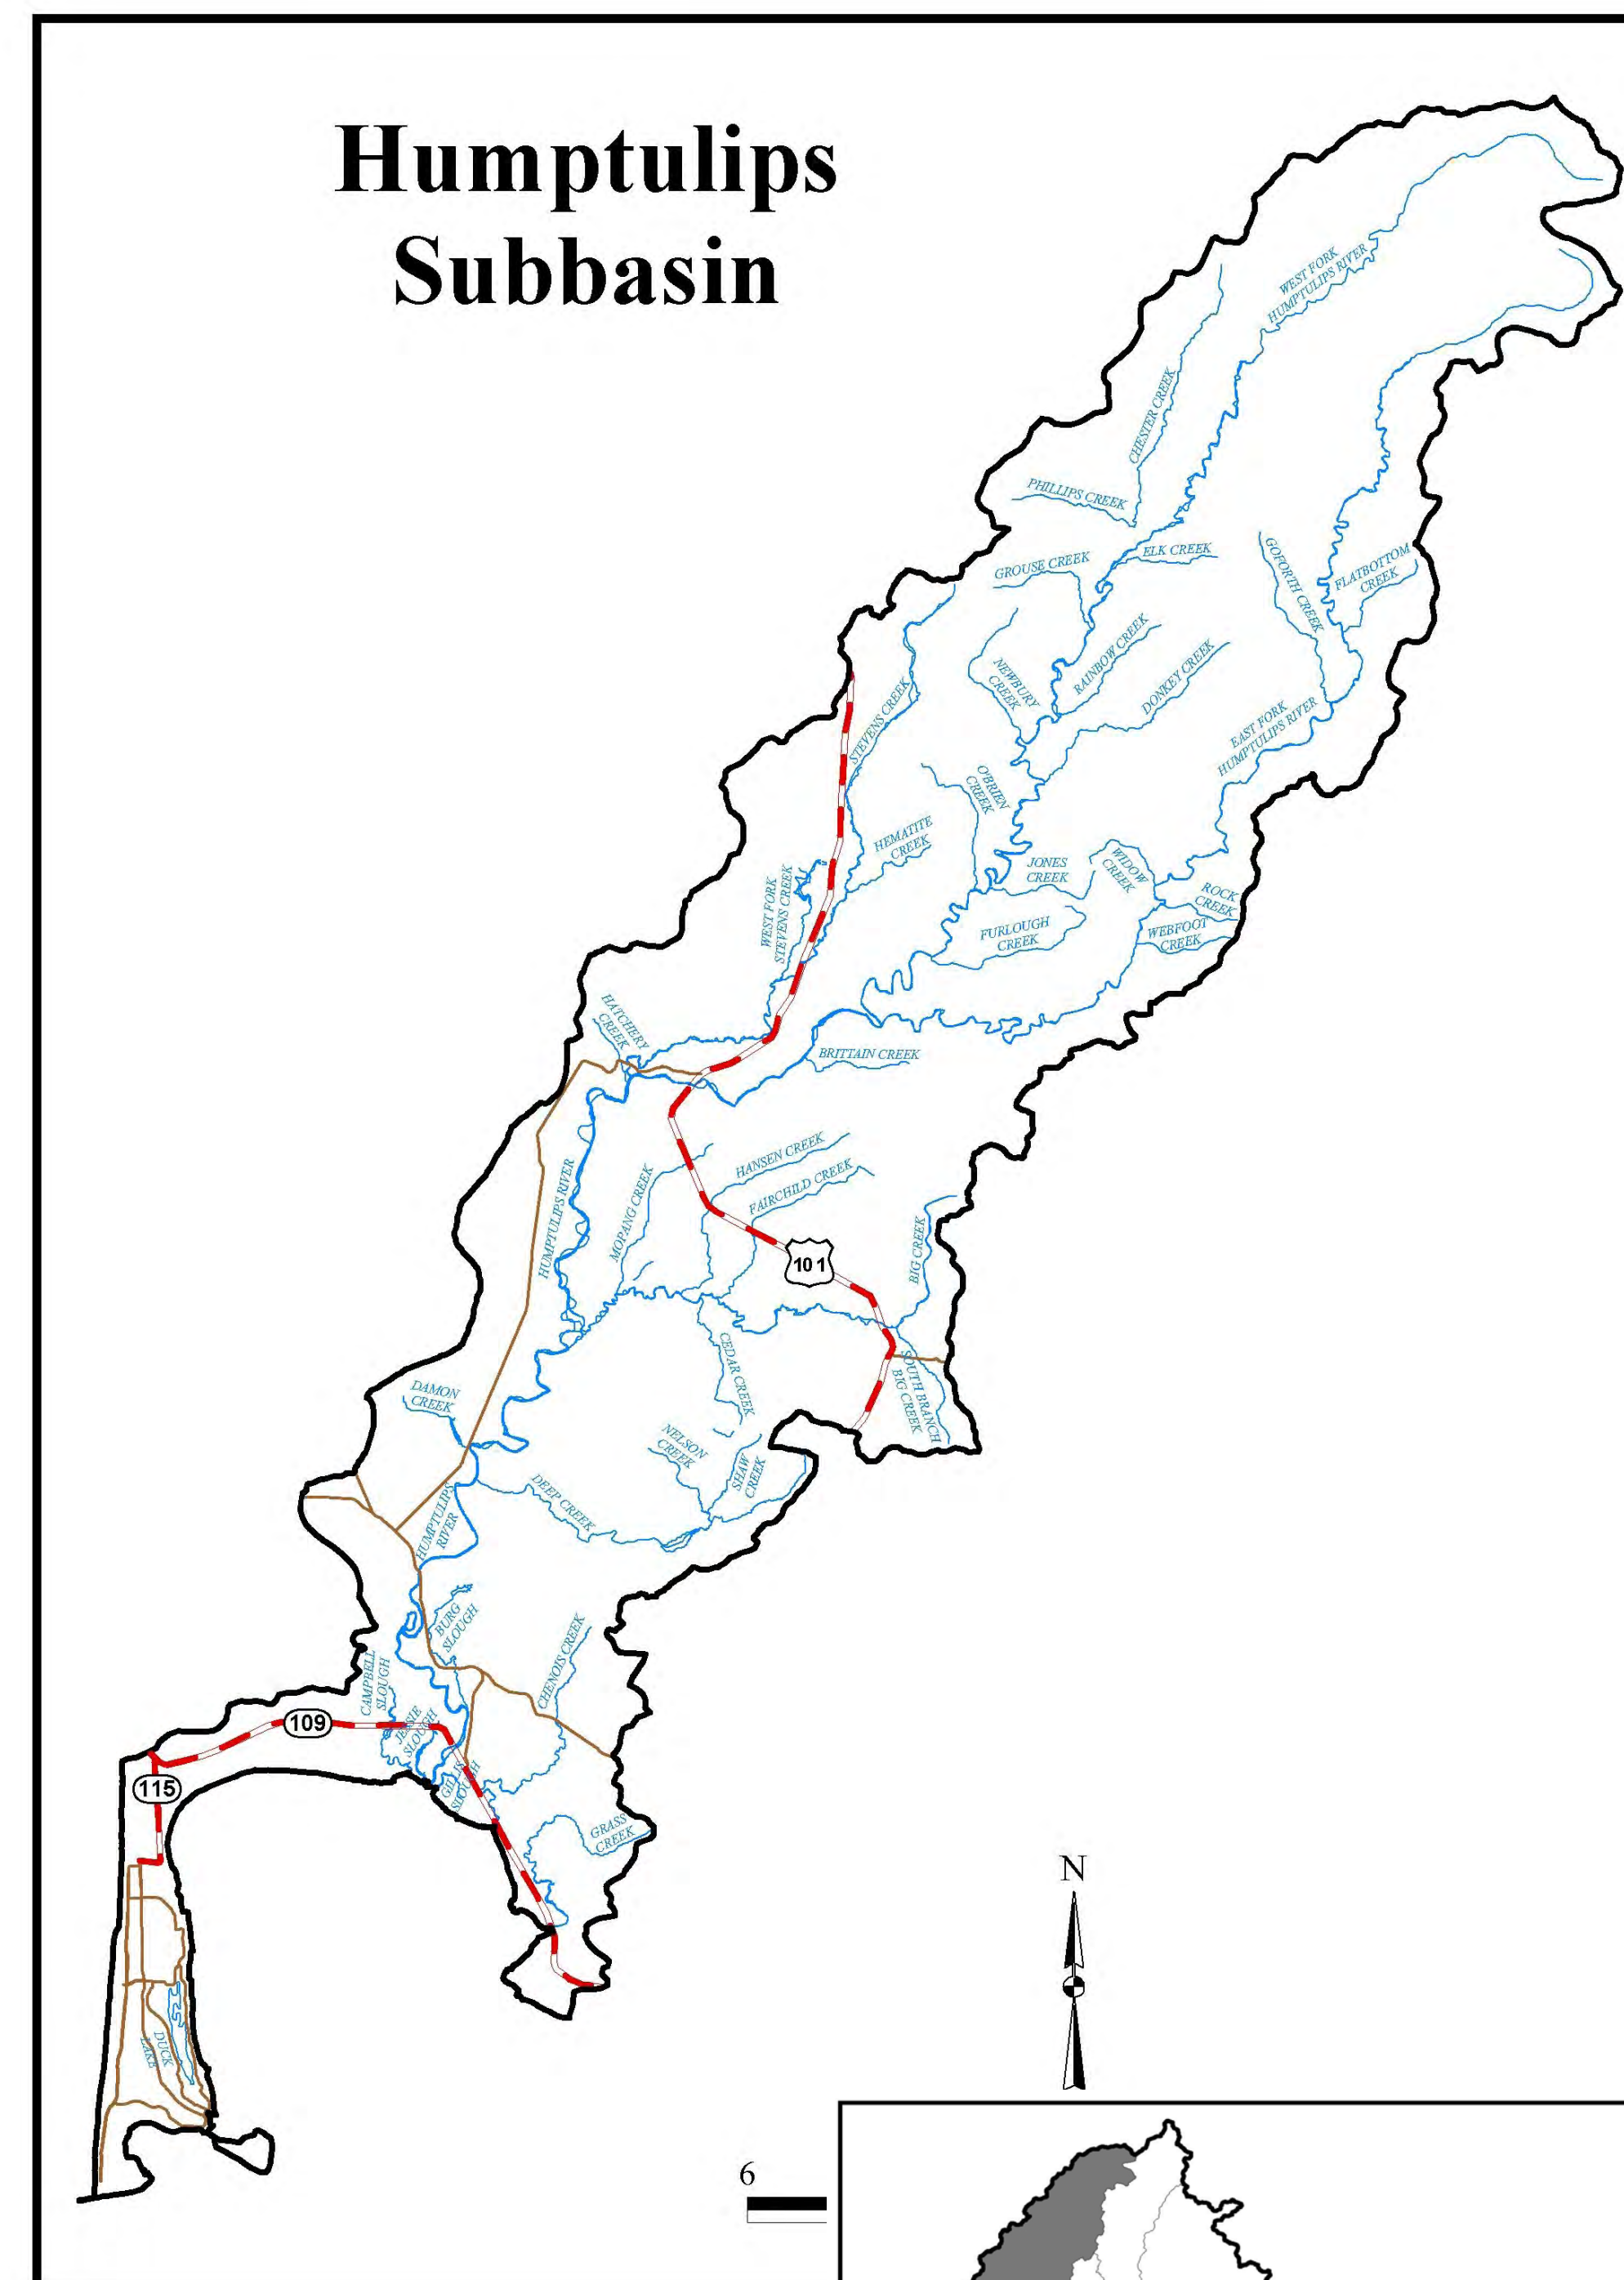 Humptulips
Subbasin
WEST FORK
HUMPTULIPS RIVER
CHESTER CREEK
PHILLIPS CREEK
ELK CREEK
GROUSE CREEK
GOFORTH CREEK
FLATBOTTOM
CREEK
RAINBOW CREEK
NEWBURY
CREEK
DONKEY CREEK
STEVENS CREEK
EAST FORK
HUMPTULIPS RIVER
O'BRIEN
CREEK
HEMATITE
CREEK
JONES
CREEK
WIDOW
CREEK
ROCK
CREEK
WEST FORK
STEVENS CREEK
FURLOUGH
CREEK
WEBFOOT
CREEK
HATCHERY
CREEK
BRITTAIN CREEK
HUMPTULIPS RIVER
MOPANG CREEK
HANSEN CREEK
FAIRCHILD CREEK
BIG CREEK
101
CEDAR CREEK
SOUTH BRANCH
BIG CREEK
DAMON
CREEK
NELSON
CREEK
SHAW
CREEK
DEEP CREEK
HUMPTULIPS
RIVER
BURG
SLOUGH
CHENOIS CREEK
CAMPBELL
SLOUGH
JESSIE
SLOUGH
109
115
GILLIS
SLOUGH
GRASS
CREEK
N
DUCK
LAKE
6